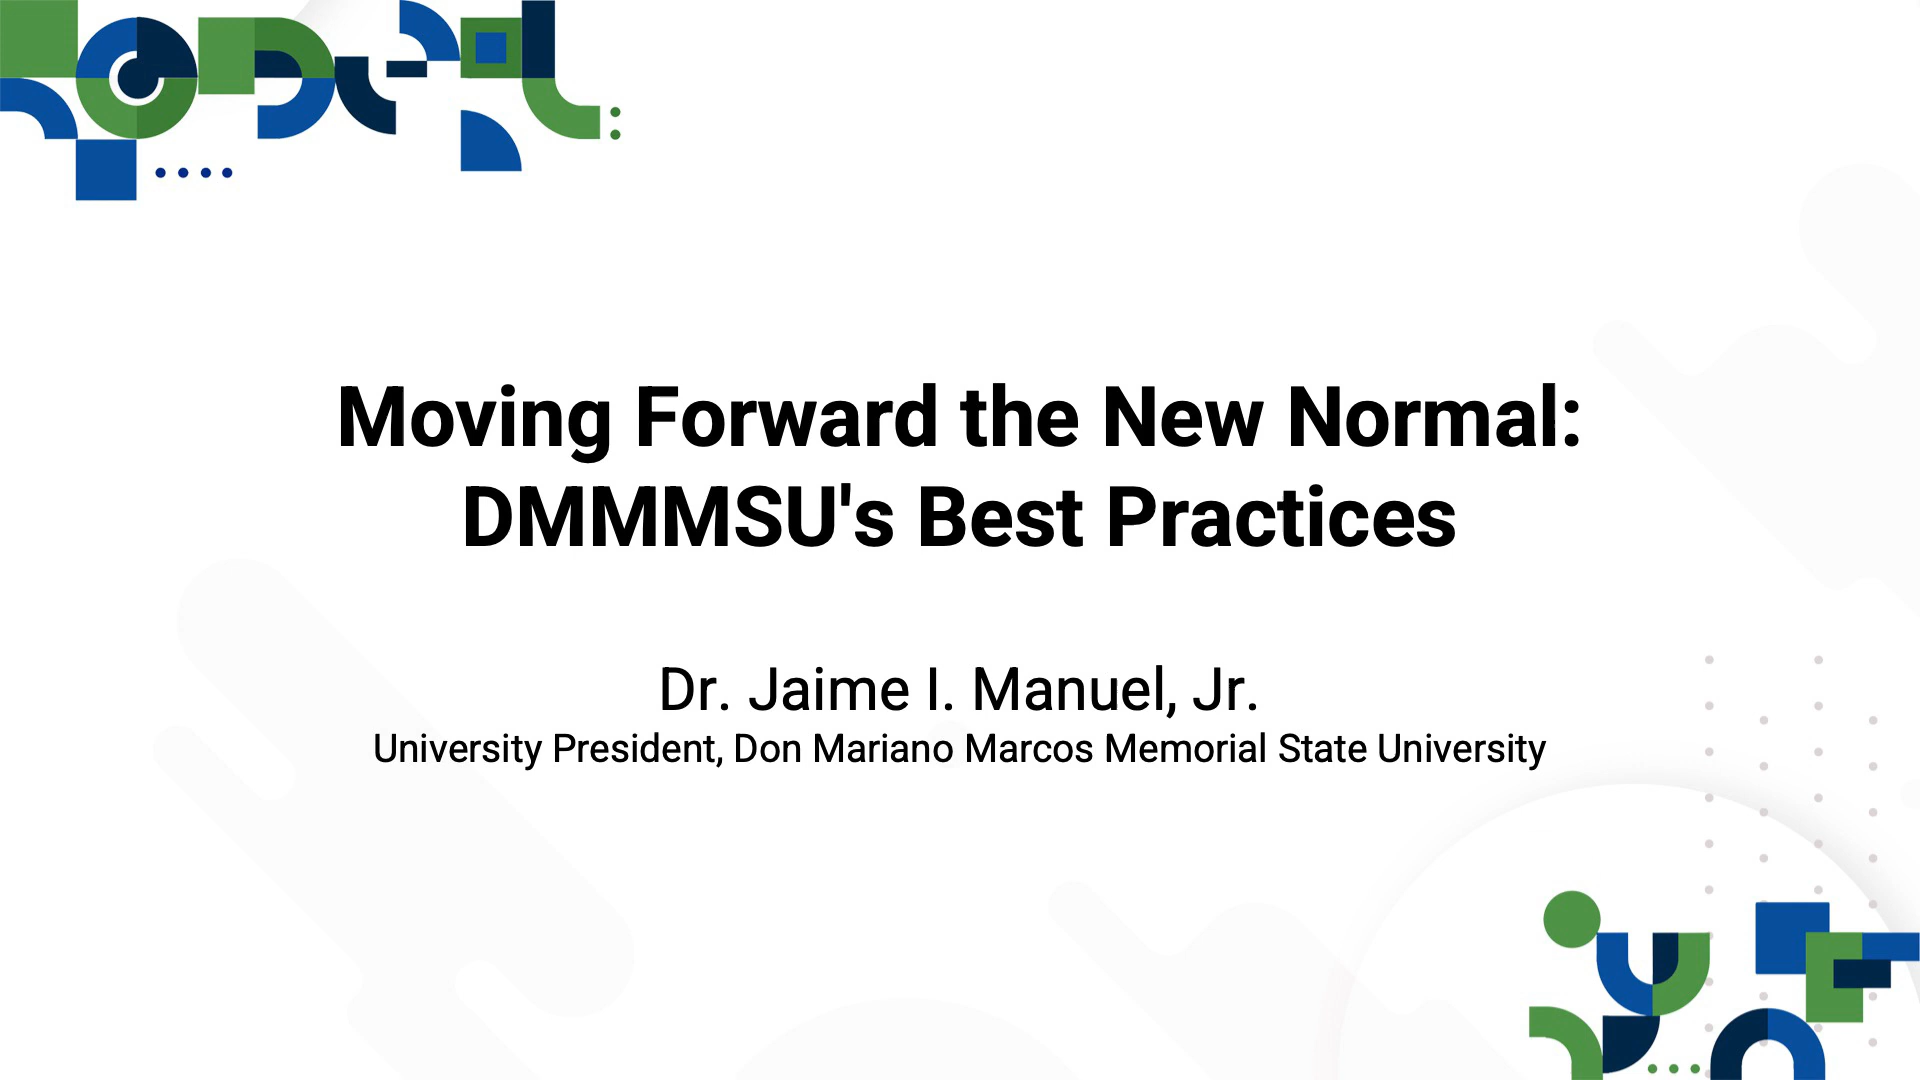 Moving Forward the New Normal:
DMMMSU's Best Practices
Dr. Jaime I. Manuel, Jr.
University President, Don Mariano Marcos Memorial State University